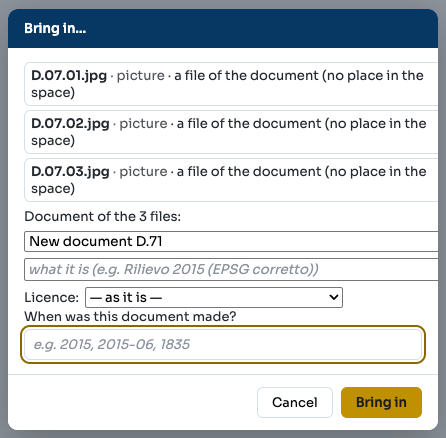 Bring in...
D.07.01.jpg · picture · a file of the document (no place in the
space)
D.07.02.jpg · picture · a file of the document (no place in the
space)
D.07.03.jpg · picture · a file of the document (no place in the
space)
Document of the 3 files:
New document D.71
what it is (e.g. Rilievo 2015 (EPSG corretto))
Licence: — as it is —
When was this document made?
e.g. 2015, 2015-06, 1835
Cancel Bring in